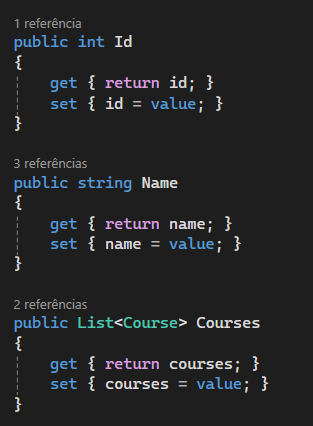 1 referência
public int Id
{
get { return id; }
set { id = value; }
}
3 referências
public string Name
{
get { return name; }
set { name = value; }
}
2 referências
public List<Course> Courses
{
get { return courses; }
set { courses = value; }
}